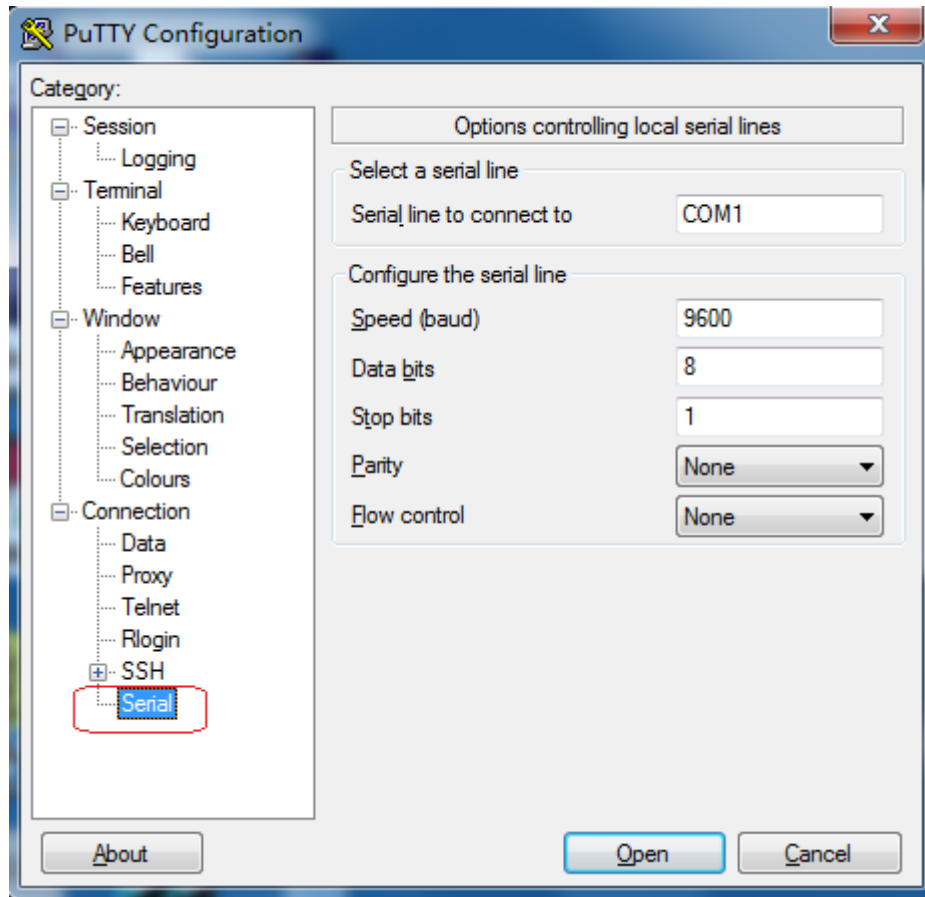 PuTTY Configuration
Category:
Session
Logging
Terminal
Keyboard
Bell
Features
Window
Appearance
Behaviour
Translation
Selection
Colours
Connection
Data
Proxy
Telnet
Rlogin
SSH
Serial
Options controlling local serial lines
Select a serial line
Serial line to connect to COM1
Configure the serial line
Speed (baud) 9600
Data bits 8
Stop bits 1
Parity None
Flow control None
About Open Cancel